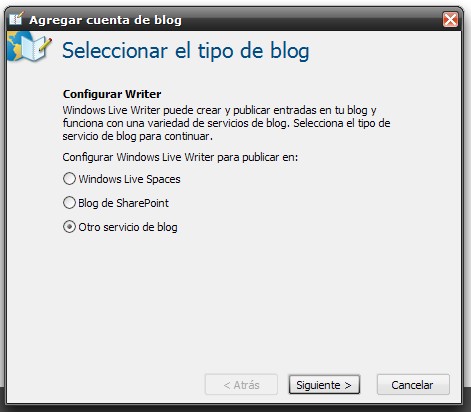 Agregar cuenta de blog
Seleccionar el tipo de blog
Configurar Writer
Windows Live Writer puede crear y publicar entradas en tu blog y
funciona con una variedad de servicios de blog. Selecciona el tipo de
servicio de blog para continuar.
Configurar Windows Live Writer para publicar en:
Windows Live Spaces
Blog de SharePoint
Otro servicio de blog
< Atrás
Siguiente >
Cancelar